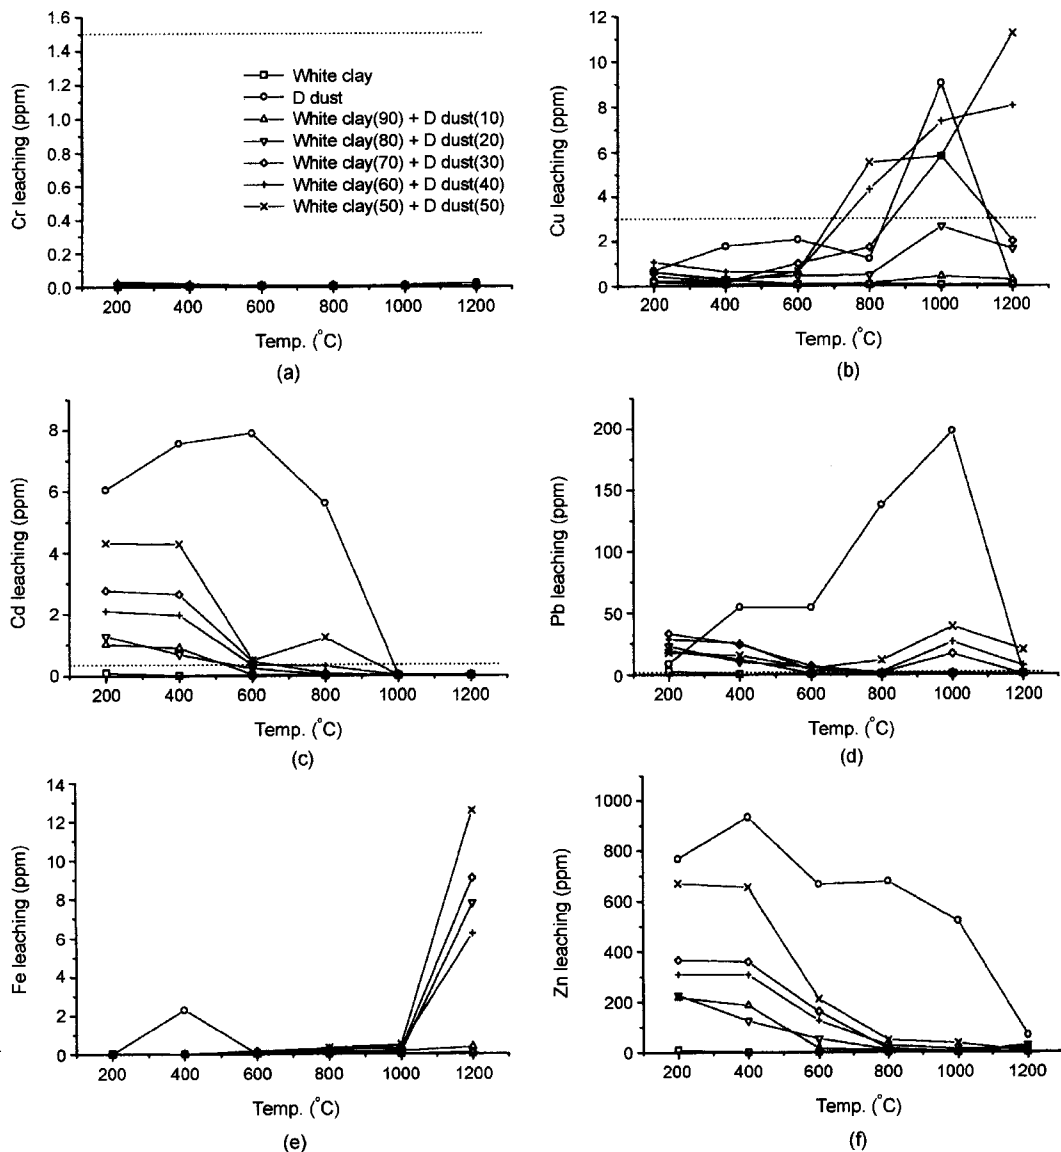 1.6
1.4
1.2
1.0
0.8
0.6
0.4
0.2
0.0
Cr leaching (ppm)
White clay
D dust
White clay(90) + D dust(10)
White clay(80) + D dust(20)
White clay(70) + D dust(30)
White clay(60) + D dust(40)
White clay(50) + D dust(50)
200 400 600 800 1000 1200
Temp. (°C)
(a)
12
10
8
6
4
2
0
Cu leaching (ppm)
200 400 600 800 1000 1200
Temp. (°C)
(b)
8
6
4
2
0
Cd leaching (ppm)
200 400 600 800 1000 1200
Temp. (°C)
(c)
200
150
100
50
0
Pb leaching (ppm)
200 400 600 800 1000 1200
Temp. (°C)
(d)
14
12
10
8
6
4
2
0
Fe leaching (ppm)
200 400 600 800 1000 1200
Temp. (°C)
(e)
1000
800
600
400
200
0
Zn leaching (ppm)
200 400 600 800 1000 1200
Temp. (°C)
(f)